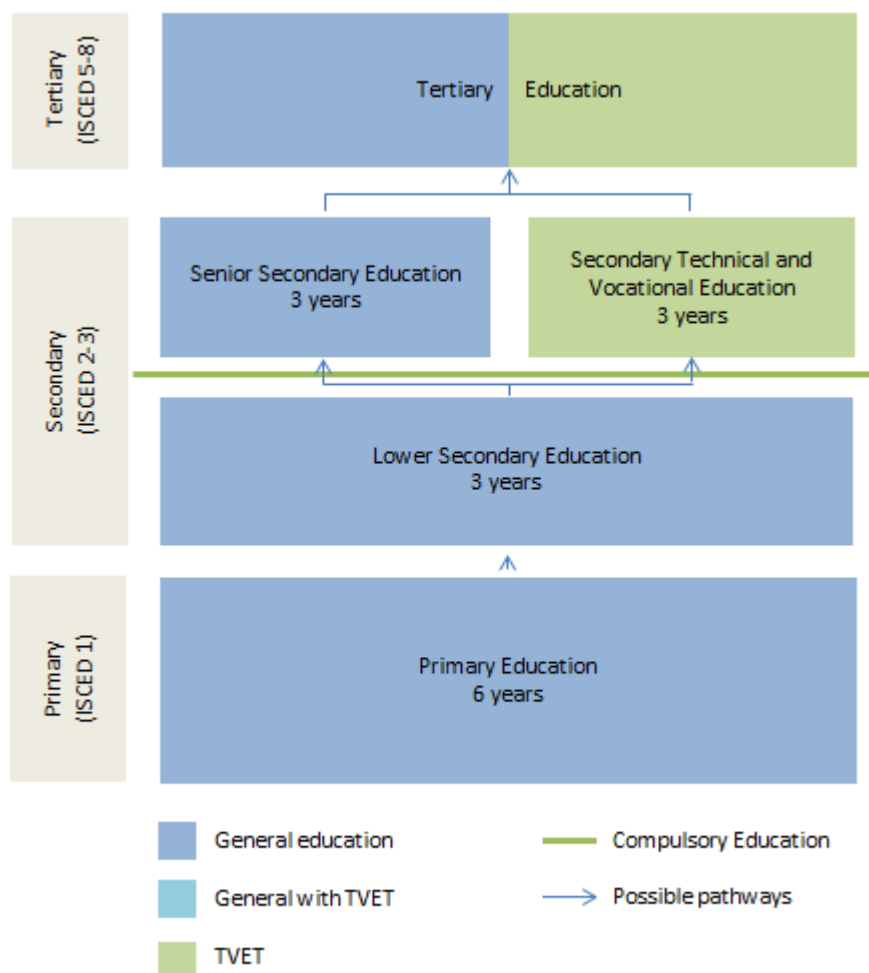 Tertiary
(ISCED 5-8)
Tertiary Education
Secondary
(ISCED 2-3)
Senior Secondary Education
3 years
Secondary Technical and
Vocational Education
3 years
Lower Secondary Education
3 years
Primary
(ISCED 1)
Primary Education
6 years
General education
Compulsory Education
General with TVET
Possible pathways
TVET